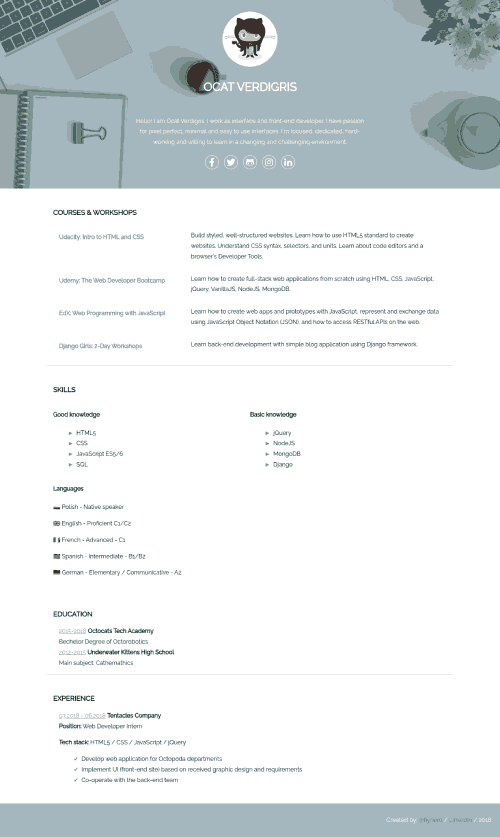 OCAT VERDIGRIS
Hello! I am Ocat Verdigris. I work as interface and front-end developer. I have passion
for pixel perfect, minimal and easy to use interfaces. I'm focused, dedicated, hard-
working and willing to learn in a changing and challenging environment.
COURSES & WORKSHOPS
Udacity: Intro to HTML and CSS
Build styled, well-structured websites. Learn how to use HTML5 standard to create
websites. Understand CSS syntax, selectors, and units. Learn about code editors and a
browser's Developer Tools.
Udemy: The Web Developer Bootcamp
Learn how to create full-stack web applications from scratch using HTML, CSS, JavaScript,
jQuery, VanillaJS, NodeJS, MongoDB.
EdX: Web Programming with JavaScript
Learn how to create web apps and prototypes with JavaScript, represent and exchange data
using JavaScript Object Notation (JSON), and how to access RESTful APIs on the web.
Django Girls: 2-Day Workshops
Learn back-end development with simple blog application using Django framework.
SKILLS
Good knowledge
HTML5
CSS
JavaScript ES5/6
SQL
Basic knowledge
jQuery
NodeJS
MongoDB
Django
Languages
Polish - Native speaker
English - Proficient C1/C2
French - Advanced - C1
Spanish - Intermediate - B1/B2
German - Elementary / Communicative - A2
EDUCATION
2015-2018 Octocats Tech Academy
Bechelor Degree of Octorobotics
2012-2015 Underwater Kittens High School
Main subject: Cathemathics
EXPERIENCE
03.2018 - 06.2018 Tentacles Company
Position: Web Developer Intern
Tech stack: HTML5 / CSS / JavaScript / jQuery
Develop web application for Octopoda departments
Implement UI (front-end site) based on received graphic design and requirements
Co-operate with the back-end team
Created by: / LinkedIn / 2018